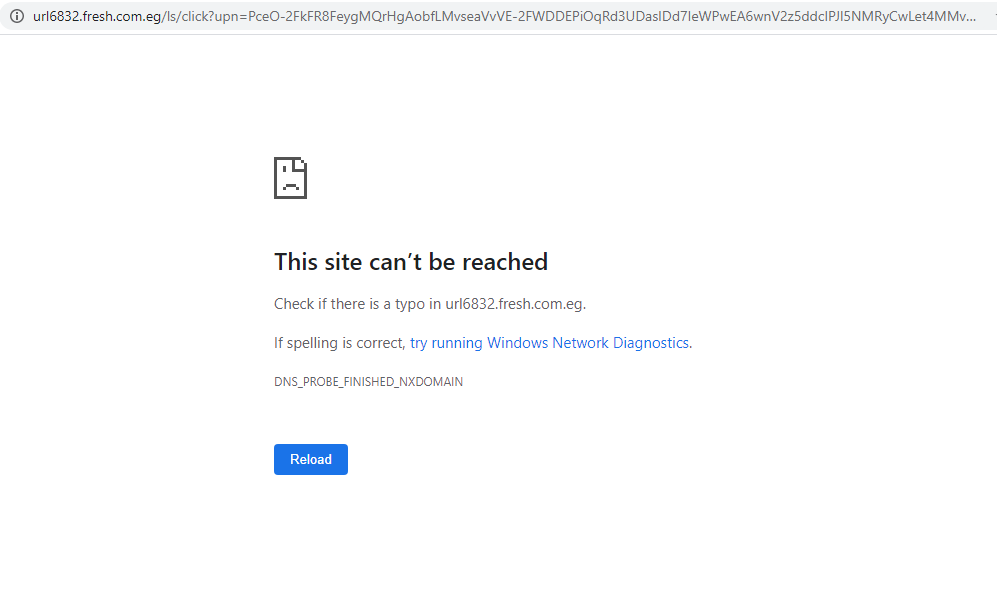 url6832.fresh.com.eg/ls/click?upn=PceO-2FkFR8FeygMQrHgAobfLMvseaVvVE-2FWDDEPiOqRd3UDasIDd7IeWPwEA6wnV2z5ddcIPJI5NMRyCwLet4MMv...
This site can’t be reached
Check if there is a typo in url6832.fresh.com.eg.
If spelling is correct, try running Windows Network Diagnostics.
DNS_PROBE_FINISHED_NXDOMAIN
Reload